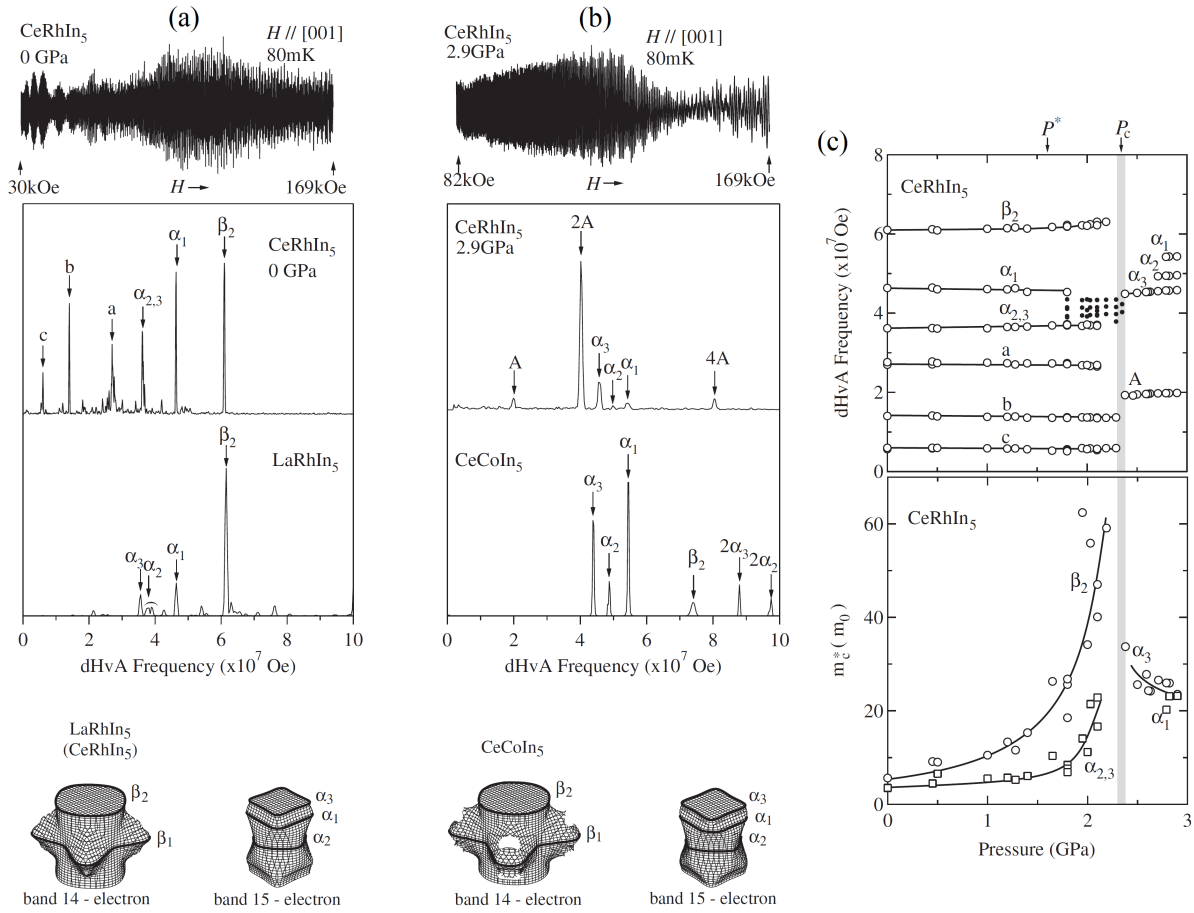 (a)
CeRhIn₅
0 GPa
H // [001]
80mK
30kOe
H
169kOe
CeRhIn₅
0 GPa
c
b
a
α₂,₃
α₁
β₂
LaRhIn₅
α₃
α₂
α₁
β₂
0 2 4 6 8 10
dHvA Frequency (x10⁷ Oe)
LaRhIn₅
(CeRhIn₅)
β₂
β₁
band 14 - electron
α₃
α₁
α₂
band 15 - electron
(b)
CeRhIn₅
2.9GPa
H // [001]
80mK
82kOe
H
169kOe
CeRhIn₅
2.9GPa
A
2A
α₃
α₂
α₁
4A
CeCoIn₅
α₃
α₂
α₁
β₂
2α₃
2α₂
0 2 4 6 8 10
dHvA Frequency (x10⁷ Oe)
CeCoIn₅
β₂
β₁
band 14 - electron
α₃
α₁
α₂
band 15 - electron
(c)
P*
Pc
8
6
4
2
0
dHvA Frequency (x10⁷ Oe)
CeRhIn₅
β₂
α₁
α₂,₃
a
b
c
α₁
α₂
α₃
A
60
40
20
0
m*c ( m₀ )
CeRhIn₅
β₂
α₂,₃
α₃
α₁
0 1 2 3
Pressure (GPa)